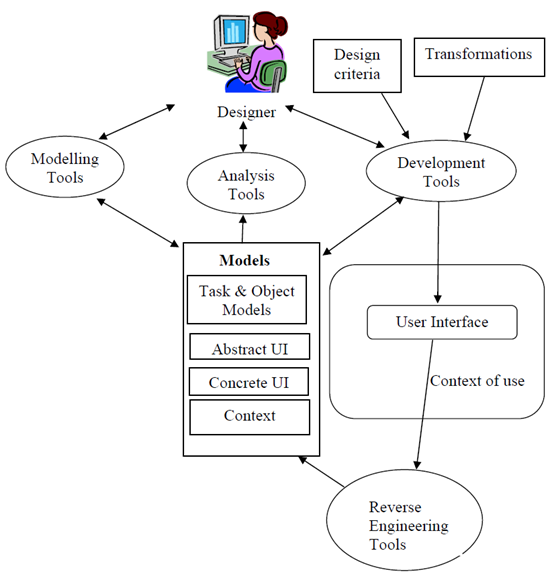 Design
criteria
Transformations
Designer
Modelling
Tools
Analysis
Tools
Development
Tools
Models
Task & Object
Models
Abstract UI
Concrete UI
Context
User Interface
Context of use
Reverse
Engineering
Tools